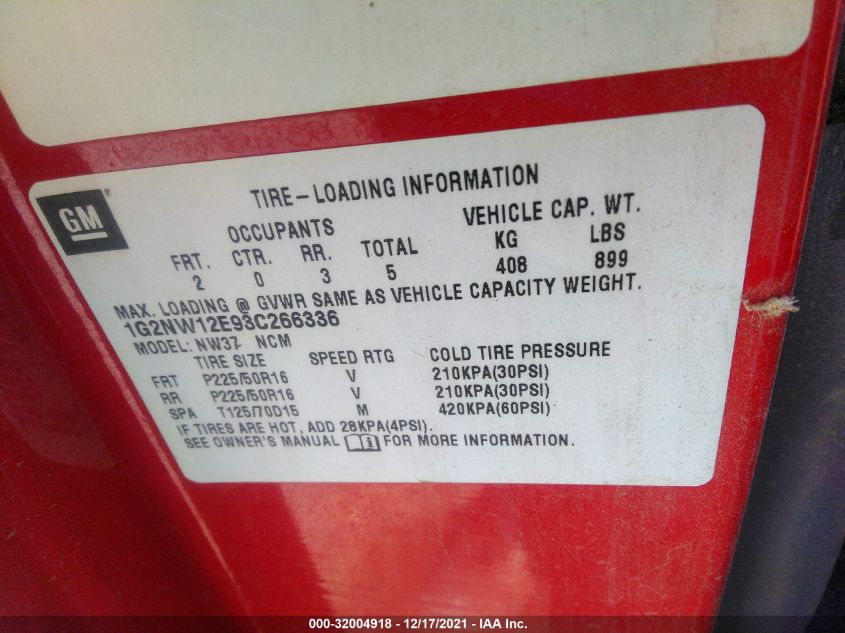 GM ®
TIRE-LOADING INFORMATION
OCCUPANTS VEHICLE CAP. WT.
FRT. CTR. RR. TOTAL KG LBS
2 0 3 5 408 899
MAX. LOADING @ GVWR SAME AS VEHICLE CAPACITY WEIGHT.
1G2NW12E93C266336
MODEL: NW37 NCM
TIRE SIZE SPEED RTG COLD TIRE PRESSURE
FRT P225/50R16 V 210KPA(30PSI)
RR P225/50R16 V 210KPA(30PSI)
SPA T125/70D15 M 420KPA(60PSI)
IF TIRES ARE HOT, ADD 28KPA(4PSI).
SEE OWNER'S MANUAL i FOR MORE INFORMATION.
000-32004918 - 12/17/2021 - IAA Inc.